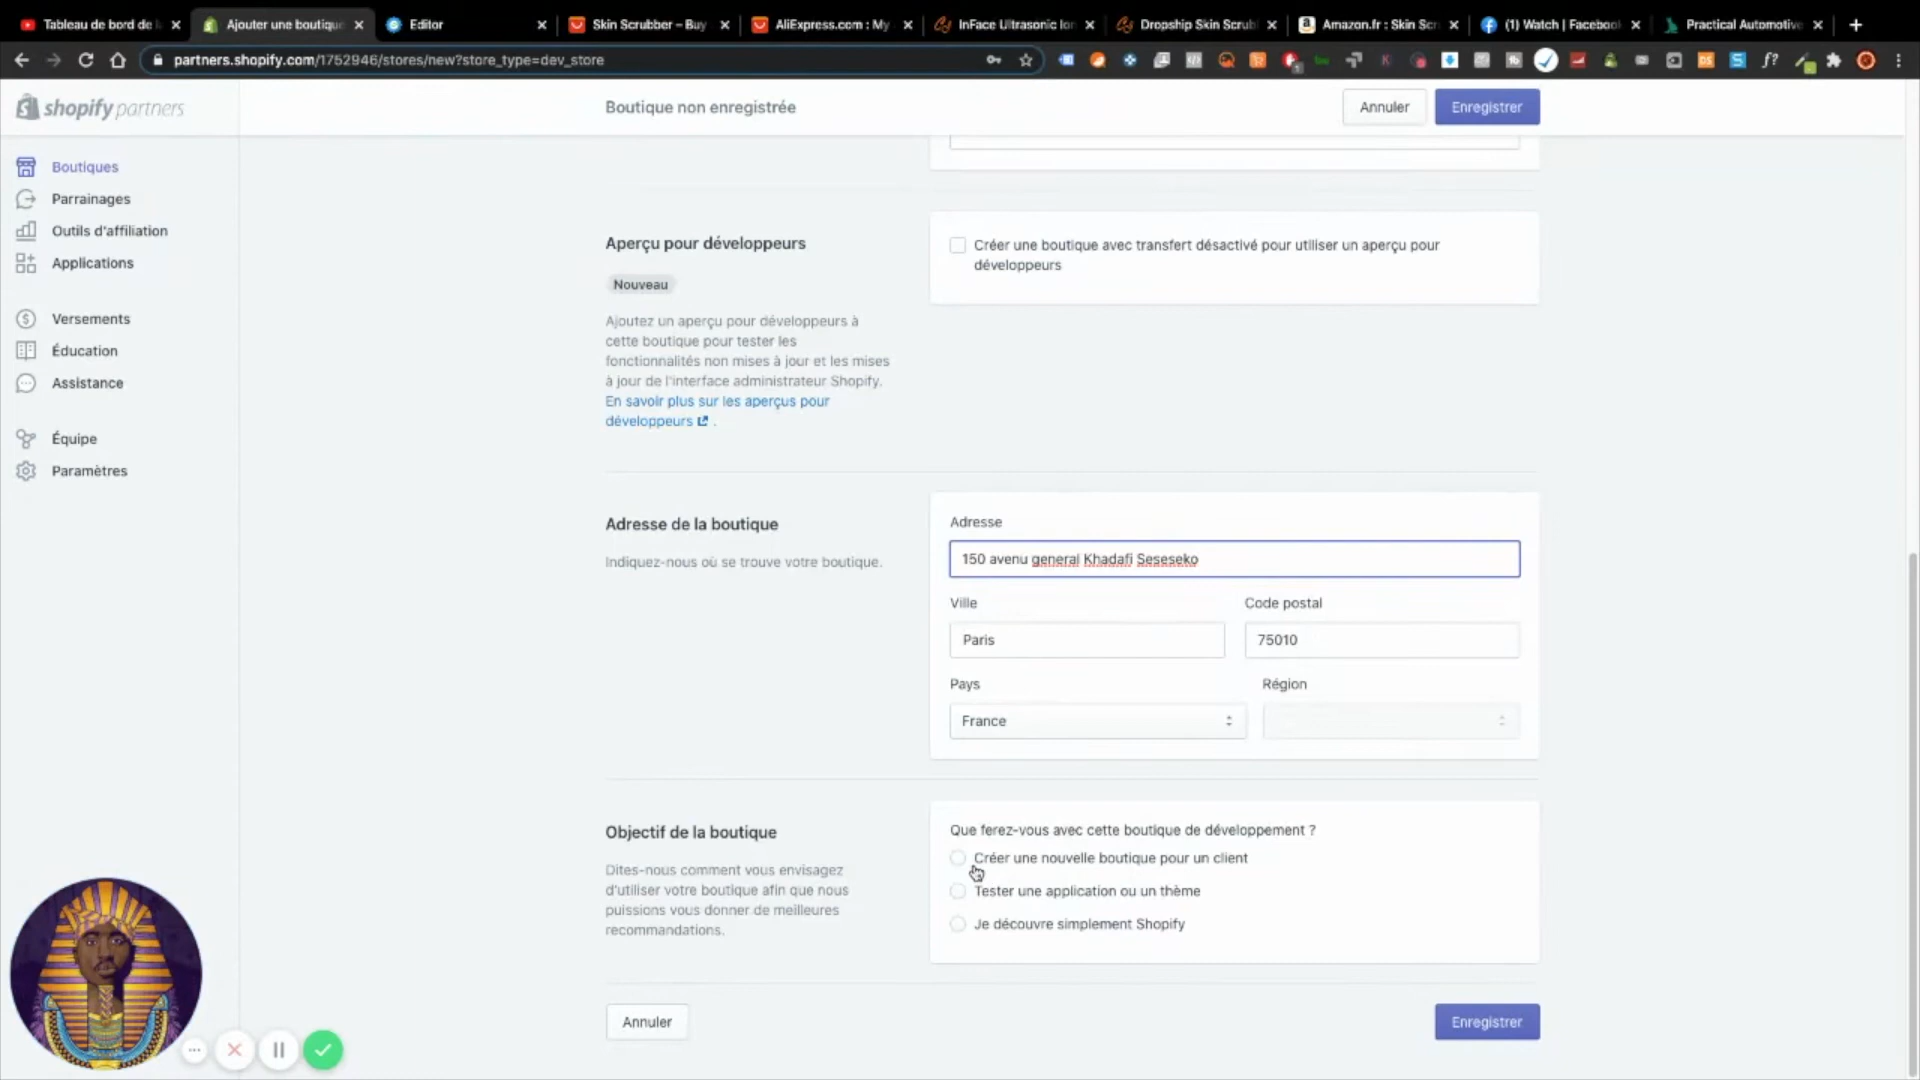 Tableau de bord de
Ajouter une boutique
Editor
Skin Scrubber – Buy
AliExpress.com : My
InFace Ultrasonic Ion
Dropship Skin Scrub
Amazon.fr : Skin Scr
(1) Watch | Facebook
Practical Automotive
partners.shopify.com/1752946/stores/new?store_type=dev_store
shopify partners
Boutique non enregistrée
Annuler
Enregistrer
Boutiques
Parrainages
Outils d'affiliation
Applications
Versements
Éducation
Assistance
Équipe
Paramètres
Aperçu pour développeurs
Nouveau
Ajoutez un aperçu pour développeurs à
cette boutique pour tester les
fonctionnalités non mises à jour et les mises
à jour de l'interface administrateur Shopify.
En savoir plus sur les aperçus pour
développeurs .
Créer une boutique avec transfert désactivé pour utiliser un aperçu pour
développeurs
Adresse de la boutique
Indiquez-nous où se trouve votre boutique.
Adresse
150 avenu general Khadafi Seseseko
Ville
Code postal
Paris
75010
Pays
Région
France
Objectif de la boutique
Dites-nous comment vous envisagez
d'utiliser votre boutique afin que nous
puissions vous donner de meilleures
recommandations.
Que ferez-vous avec cette boutique de développement ?
Créer une nouvelle boutique pour un client
Tester une application ou un thème
Je découvre simplement Shopify
Annuler
Enregistrer